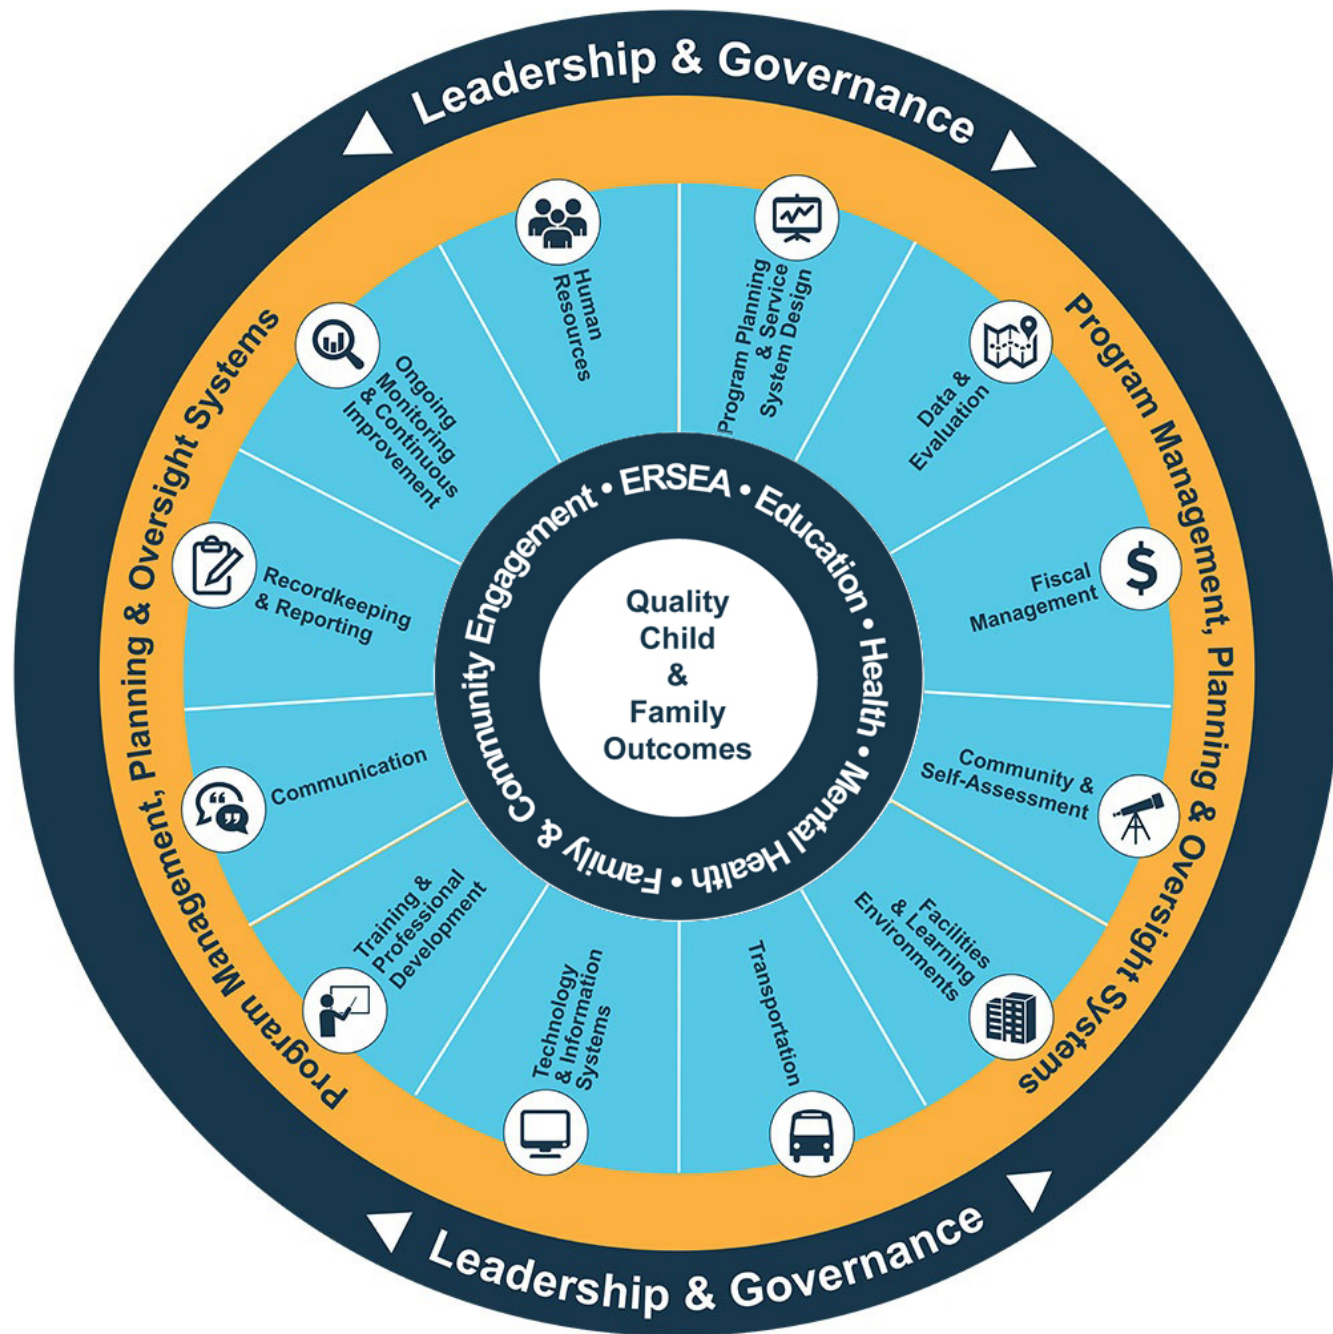 Leadership & Governance
Program Management, Planning & Oversight Systems
Program Management, Planning & Oversight Systems
Human
Resources
Program Planning
& Service
System Design
Data &
Evaluation
Fiscal
Management
Community &
Self-Assessment
Facilities
& Learning
Environments
Transportation
Technology
& Information
Systems
Training &
Professional
Development
Communication
Recordkeeping
& Reporting
Ongoing
Monitoring
& Continuous
Improvement
ERSEA • Education • Health • Mental Health • Family & Community Engagement •
Quality
Child
&
Family
Outcomes
$
Leadership & Governance